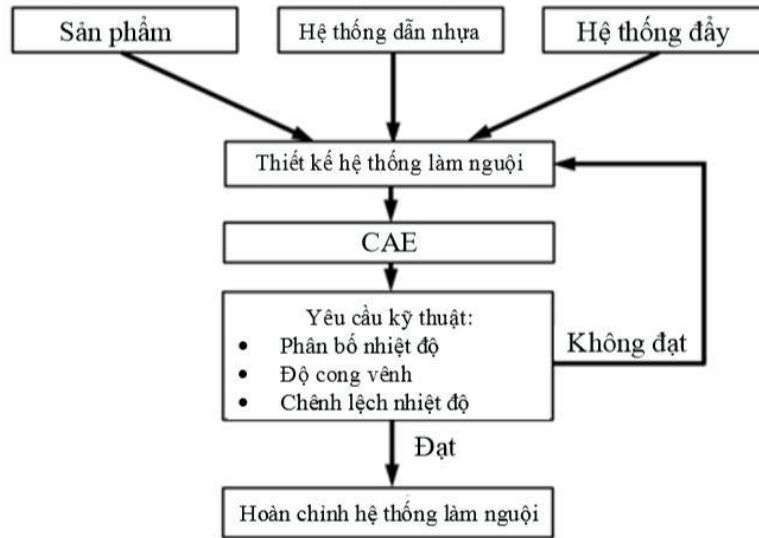 Sản phẩm
Hệ thống dẫn nhựa
Hệ thống đẩy
Thiết kế hệ thống làm nguội
CAE
Yêu cầu kỹ thuật:
• Phân bố nhiệt độ
• Độ cong vênh
• Chênh lệch nhiệt độ
Không đạt
Đạt
Hoàn chỉnh hệ thống làm nguội